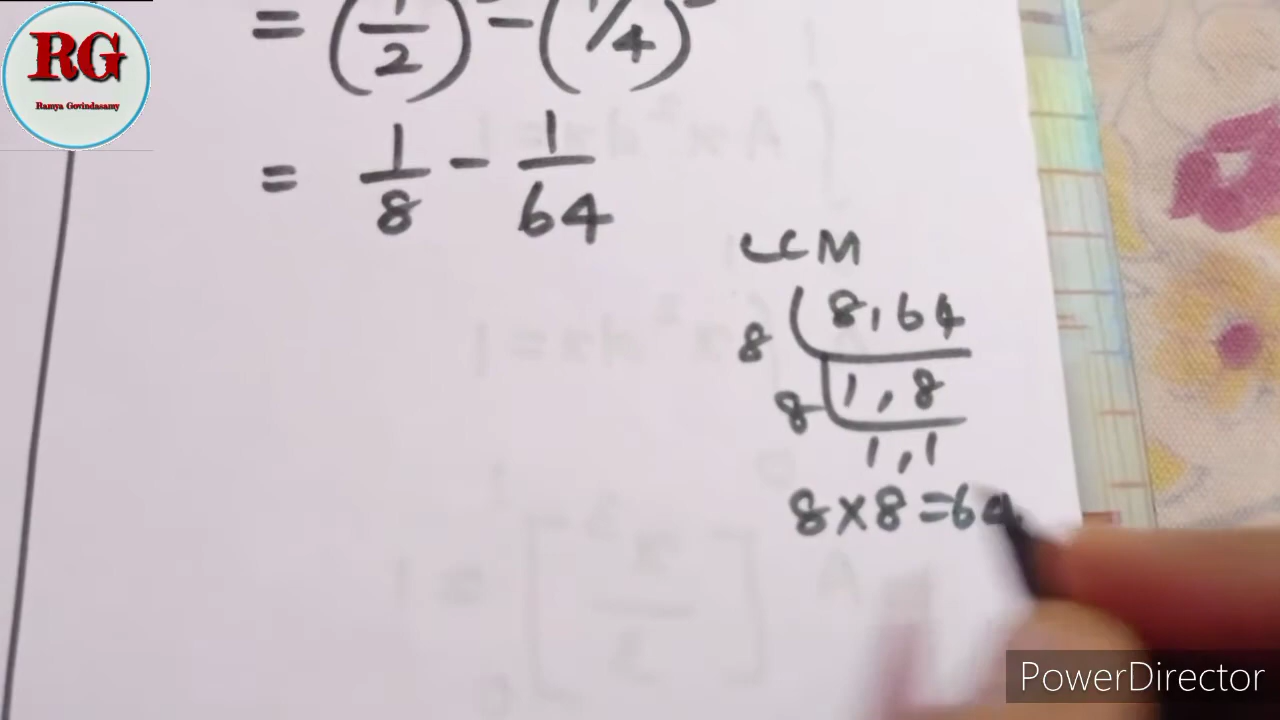 RG
Ramya Govindasamy
= (1/2) - (1/4)
= 1/8 - 1/64
LCM
8 | 8, 64
8 | 1, 8
1, 1
8 × 8 = 64
PowerDirector